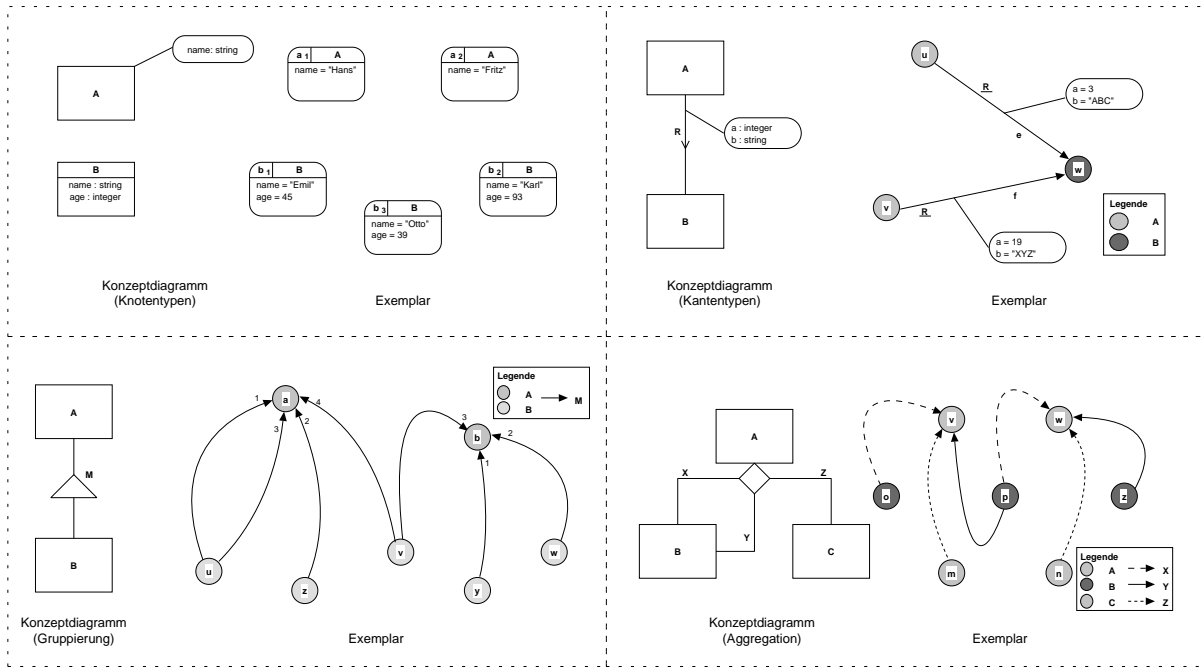 name: string
A
B
name : string
age : integer
a 1 A
name = "Hans"
a 2 A
name = "Fritz"
b 1 B
name = "Emil"
age = 45
b 2 B
name = "Karl"
age = 93
b 3 B
name = "Otto"
age = 39
Konzeptdiagramm
(Knotentypen)
Exemplar
A
R
a : integer
b : string
B
u
R
a = 3
b = "ABC"
e
w
v
R
f
a = 19
b = "XYZ"
Legende
A
B
Konzeptdiagramm
(Kantentypen)
Exemplar
A
M
B
Legende
A M
B
1
a
4
3
2
3
b
2
1
u
z
v
y
w
Konzeptdiagramm
(Gruppierung)
Exemplar
A
X
Z
Y
B
C
v
w
o
p
z
m
n
Legende
A X
B Y
C Z
Konzeptdiagramm
(Aggregation)
Exemplar